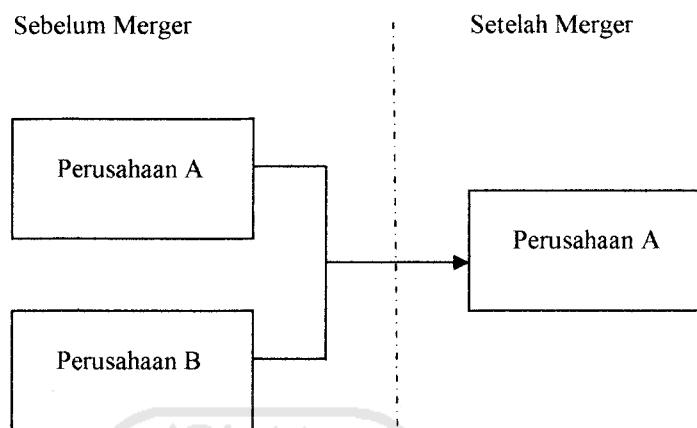 Sebelum Merger
Setelah Merger
Perusahaan A
Perusahaan A
Perusahaan B